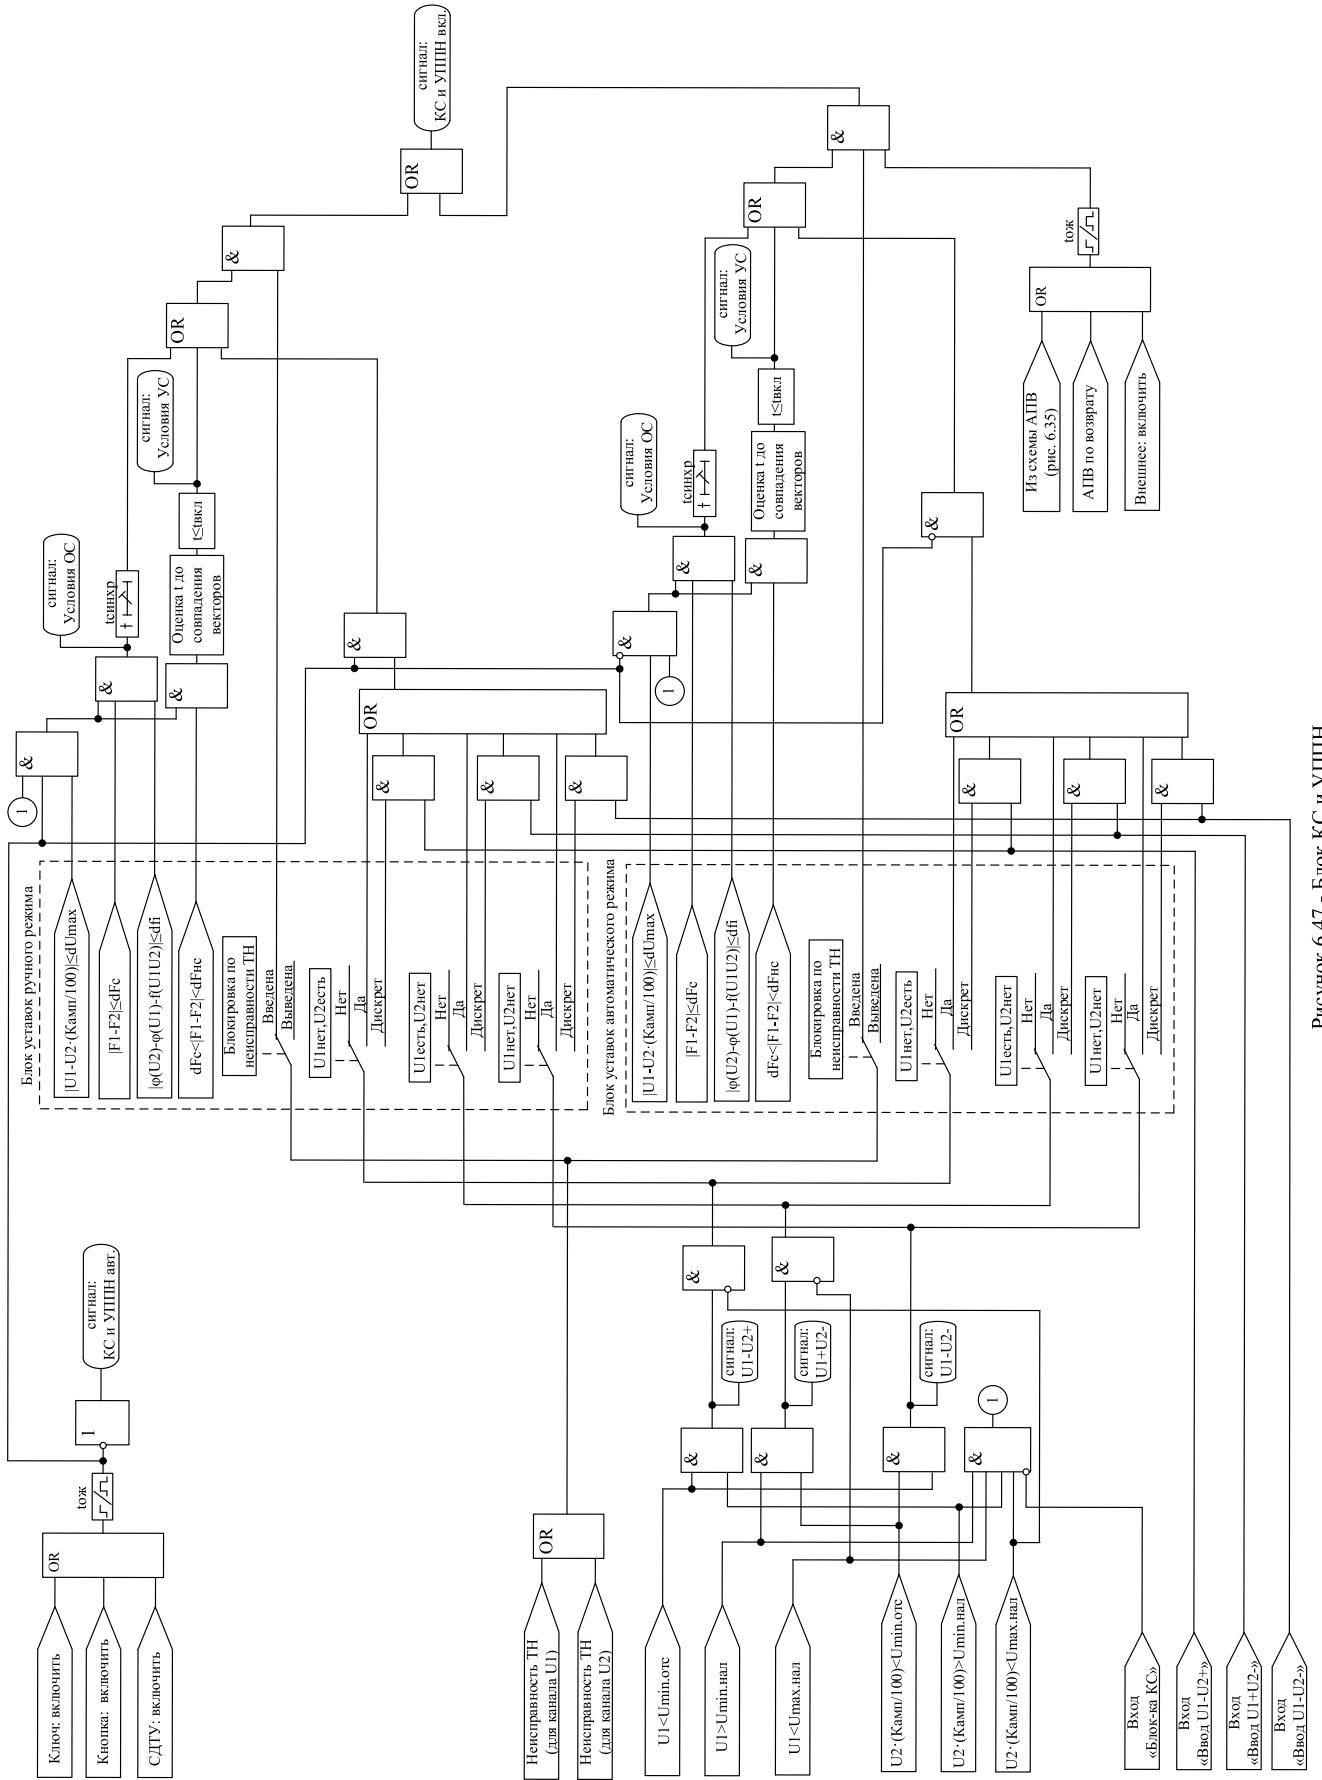 Ключ: включить
Кнопка: включить
СДТУ: включить
OR
tож
1
сигнал:
КС и УППН авт.
Неисправность ТН
(для канала U1)
Неисправность ТН
(для канала U2)
OR
U1<Umin.отс
U1>Umin.нал
U1<Umax.нал
U2·(Kамп/100)<Umin.отс
U2·(Kамп/100)>Umin.нал
U2·(Kамп/100)<Umax.нал
Вход
«Блок-ка КС»
Вход
«Ввод U1-U2+»
Вход
«Ввод U1+U2-»
Вход
«Ввод U1-U2-»
&
&
&
&
1
сигнал:
U1-U2+
сигнал:
U1+U2-
сигнал:
U1-U2-
&
&
Блок уставок ручного режима
|U1-U2·(Kамп/100)|≤dUmax
|F1-F2|≤dFc
|φ(U2)-φ(U1)-f(U1U2)|≤dfi
dFc<|F1-F2|<dFнс
Блокировка по
неисправности ТН
Введена
Выведена
U1нет,U2есть
Нет
Да
Дискрет
U1есть,U2нет
Нет
Да
Дискрет
U1нет,U2нет
Нет
Да
Дискрет
Блок уставок автоматического режима
|U1-U2·(Kамп/100)|≤dUmax
|F1-F2|≤dFc
|φ(U2)-φ(U1)-f(U1U2)|≤dfi
dFc<|F1-F2|<dFнс
Блокировка по
неисправности ТН
Введена
Выведена
U1нет,U2есть
Нет
Да
Дискрет
U1есть,U2нет
Нет
Да
Дискрет
U1нет,U2нет
Нет
Да
Дискрет
1
&
&
&
сигнал:
Условия ОС
tсинхр
Оценка t до
совпадения
векторов
t≤tвкл
сигнал:
Условия УС
OR
&
&
&
&
OR
&
OR
сигнал:
КС и УППН вкл.
&
1
&
&
сигнал:
Условия ОС
tсинхр
Оценка t до
совпадения
векторов
t≤tвкл
сигнал:
Условия УС
OR
&
&
&
&
OR
&
Из схемы АПВ
(рис. 6.35)
АПВ по возврату
Внешнее: включить
OR
tож
Рисунок 6.47 - Блок КС и УППН